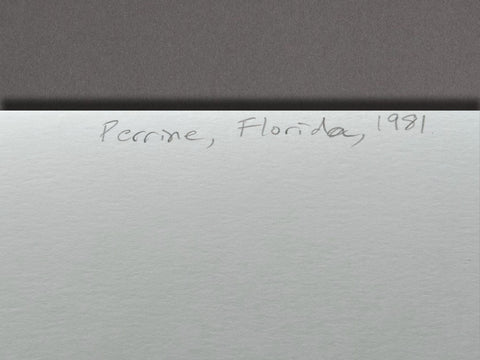 Perrine, Florida, 1981